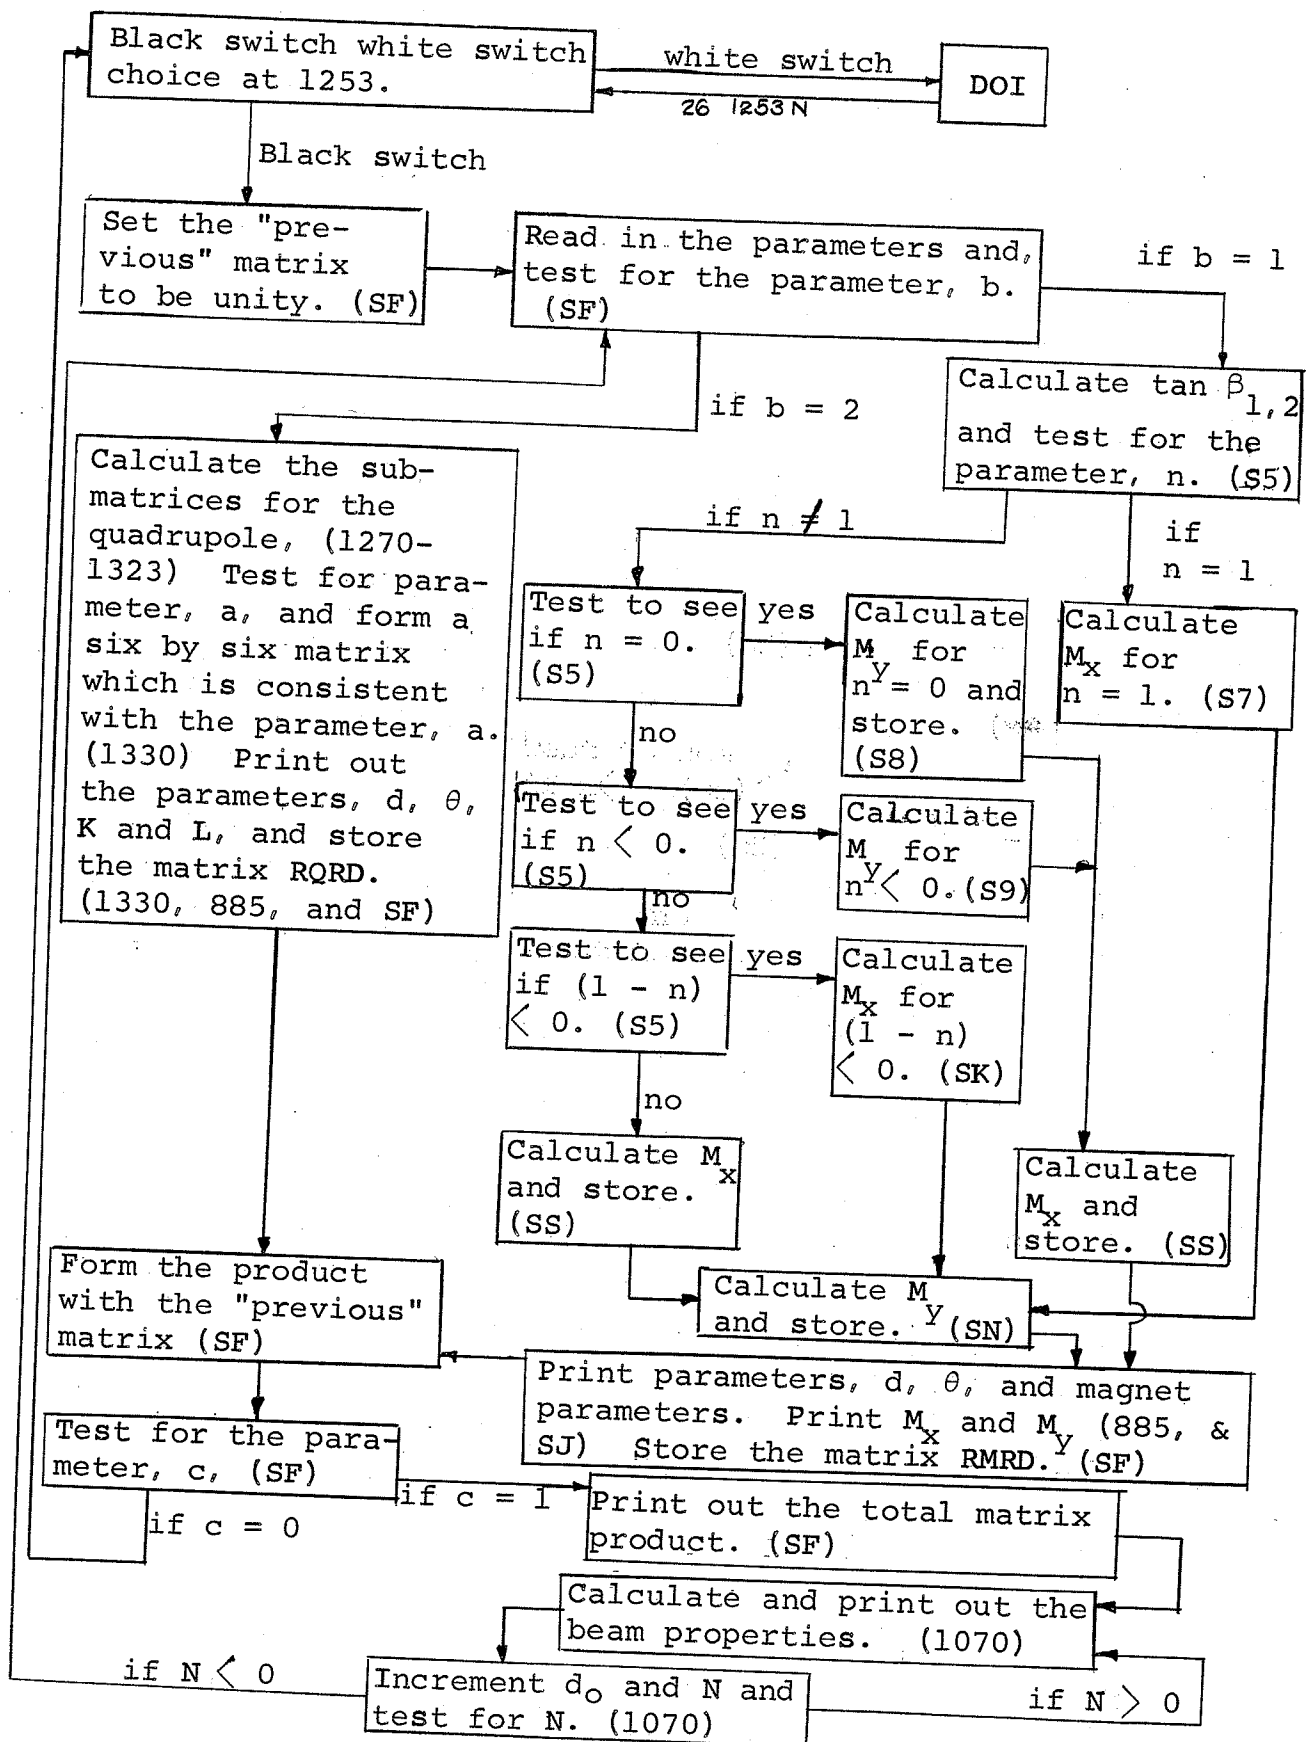 Black switch white switch
choice at 1253.
white switch
DOI
26 1253 N
Black switch
Set the "pre-
vious" matrix
to be unity. (SF)
Read in the parameters and,
test for the parameter, b.
(SF)
if b = 1
if b = 2
Calculate tan β1,2
and test for the
parameter, n. (S5)
Calculate the sub-
matrices for the
quadrupole, (1270-
1323) Test for para-
meter, a, and form a
six by six matrix
which is consistent
with the parameter, a.
(1330) Print out
the parameters, d, θ,
K and L, and store
the matrix RQRD.
(1330, 885, and SF)
if n ≠ 1
if
n = 1
Test to see
if n = 0.
(S5)
yes
Calculate
My for
n = 0 and
store.
(S8)
Calculate
Mx for
n = 1. (S7)
no
Test to see
if n < 0.
(S5)
yes
Calculate
My for
n < 0. (S9)
no
Test to see
if (1 - n)
< 0. (S5)
yes
Calculate
Mx for
(1 - n)
< 0. (SK)
no
Calculate Mx
and store.
(SS)
Calculate
Mx and
store. (SS)
Form the product
with the "previous"
matrix (SF)
Calculate My
and store. (SN)
Print parameters, d, θ, and magnet
parameters. Print Mx and My (885, &
SJ) Store the matrix RMRD. (SF)
Test for the para-
meter, c, (SF)
if c = 1
if c = 0
Print out the total matrix
product. (SF)
Calculate and print out the
beam properties. (1070)
if N < 0
Increment do and N and
test for N. (1070)
if N > 0